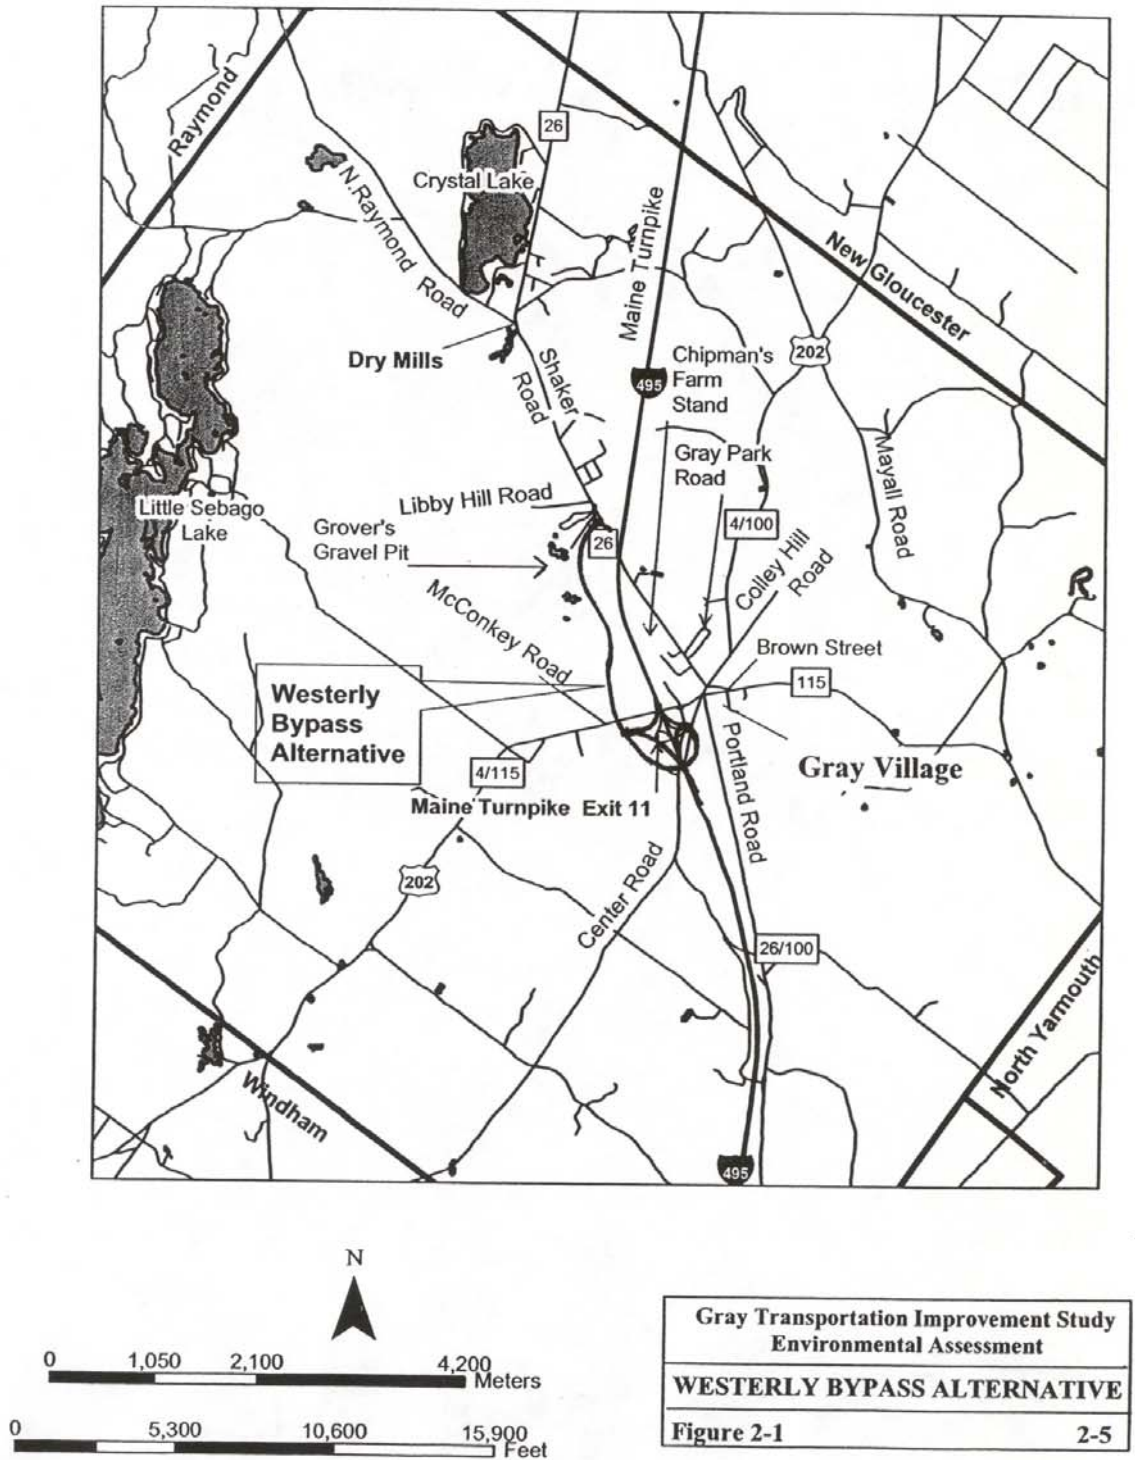 Raymond
26
Crystal Lake
N.Raymond Road
Maine Turnpike
New Gloucester
202
Dry Mills
Shaker
Road
495
Chipman's
Farm
Stand
Gray Park
Road
Mayall Road
Libby Hill Road
Little Sebago
Lake
Grover's
Gravel Pit
26
4/100
Colley Hill
Road
R
McConkey Road
Brown Street
115
Westerly
Bypass
Alternative
4/115
Portland Road
Gray Village
Maine Turnpike Exit 11
202
Center Road
26/100
North Yarmouth
Windham
495
N
0 1,050 2,100 4,200
Meters
0 5,300 10,600 15,900
Feet
Gray Transportation Improvement Study
Environmental Assessment
WESTERLY BYPASS ALTERNATIVE
Figure 2-1 2-5